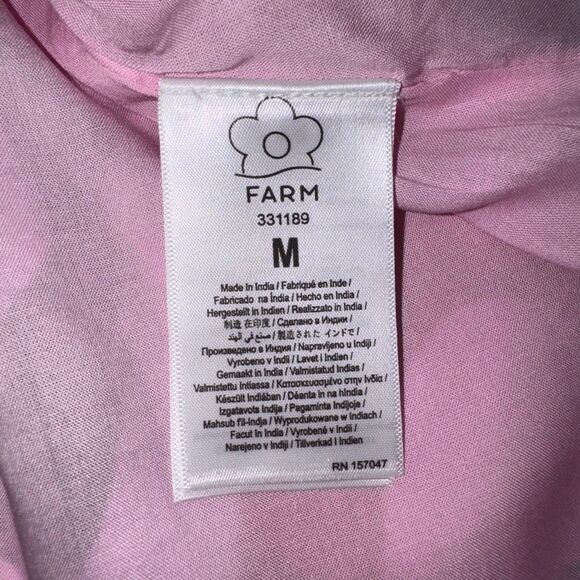 FARM
331189
M
Made In India / Fabriqué en Inde /
Fabricado na Índia / Hecho en India /
Hergestellt in Indien / Realizzato in India /
制造 在印度 / Сделано в Индии /
صنع في الهند / 製造された インドで /
Произведено в Индия / Napravljeno u Indiji /
Vyrobeno v Indii / Lavet i Indien /
Gemaakt in India / Valmistatud Indias /
Valmistettu Intiassa / Κατασκευασμένο στην Ινδία /
Készült Indiában / Déanta in na hIndia /
Izgatavots Indija / Pagaminta Indijoje /
Mahsub f'il-Indja / Wyprodukowane w Indiach /
Facut în India / Vyrobené v Indii /
Narejeno v Indiji / Tillverkad I Indien
RN 157047